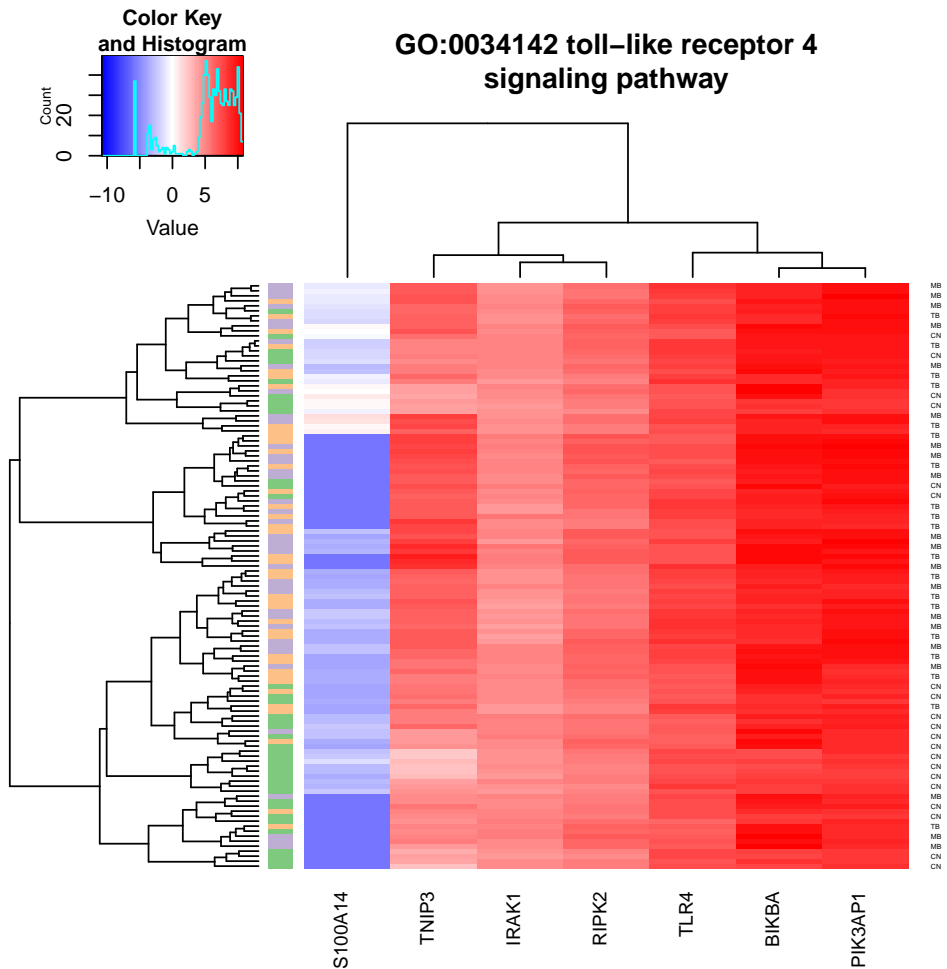 Color Key
and Histogram
Count
0
20
−10
0
5
Value
GO:0034142 toll−like receptor 4
signaling pathway
MB
MB
MB
TB
MB
CN
TB
CN
MB
TB
TB
CN
CN
MB
TB
TB
MB
MB
TB
MB
CN
CN
TB
TB
TB
MB
MB
TB
MB
TB
MB
TB
TB
MB
MB
TB
MB
TB
MB
TB
CN
CN
TB
CN
CN
CN
CN
CN
CN
CN
CN
MB
CN
CN
TB
MB
MB
CN
CN
S100A14
TNIP3
IRAK1
RIPK2
TLR4
BIKBA
PIK3AP1